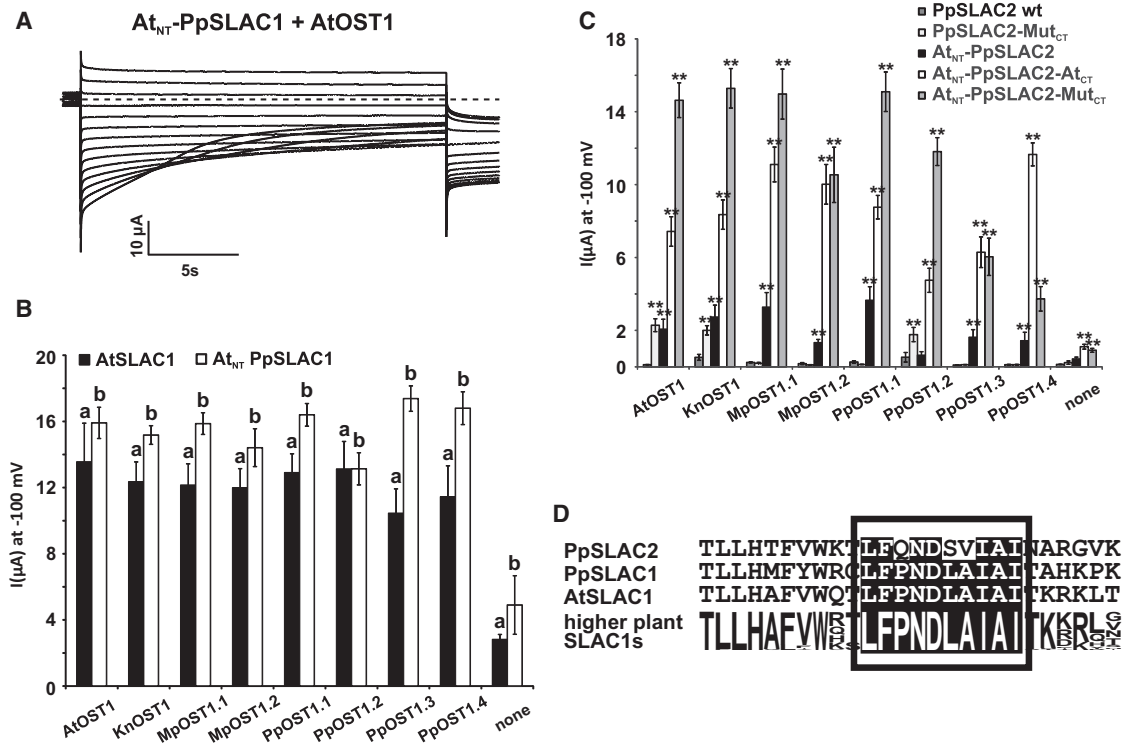 A
AtNT-PpSLAC1 + AtOST1
10 µA
5s
B
AtSLAC1
AtNT PpSLAC1
I(µA) at -100 mV
20
16
12
8
4
0
a b
a b
a b
a b
a b
a b
a b
a b
a b
AtOST1
KnOST1
MpOST1.1
MpOST1.2
PpOST1.1
PpOST1.2
PpOST1.3
PpOST1.4
none
C
PpSLAC2 wt
PpSLAC2-MutCT
AtNT-PpSLAC2
AtNT-PpSLAC2-AtCT
AtNT-PpSLAC2-MutCT
I(µA) at -100 mV
18
14
10
6
2
0
** ** ** **
** ** ** **
** ** **
** ** **
** ** **
** ** **
** ** **
** ** **
** **
AtOST1
KnOST1
MpOST1.1
MpOST1.2
PpOST1.1
PpOST1.2
PpOST1.3
PpOST1.4
none
D
PpSLAC2 TLLHTFVWKTLFQNDSVIAINARGVK
PpSLAC1 TLLHMFYWRCLFPNDLAIAITAHKPK
AtSLAC1 TLLHAFVWQTLFPNDLAIAITKRKLT
higher plant
SLAC1s TLLHAFVW LFPNDLAIAITK